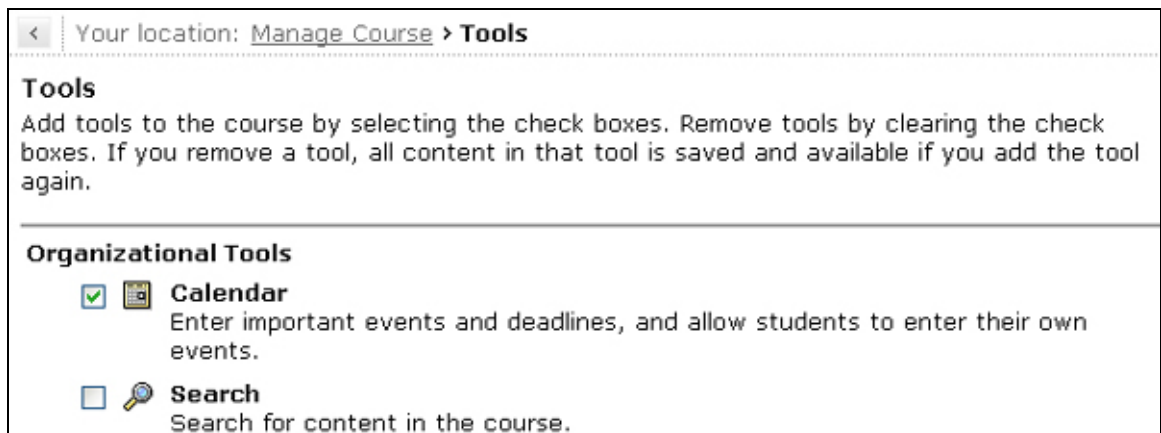 Your location: Manage Course > Tools
Tools
Add tools to the course by selecting the check boxes. Remove tools by clearing the check
boxes. If you remove a tool, all content in that tool is saved and available if you add the tool
again.
Organizational Tools
Calendar
Enter important events and deadlines, and allow students to enter their own
events.
Search
Search for content in the course.